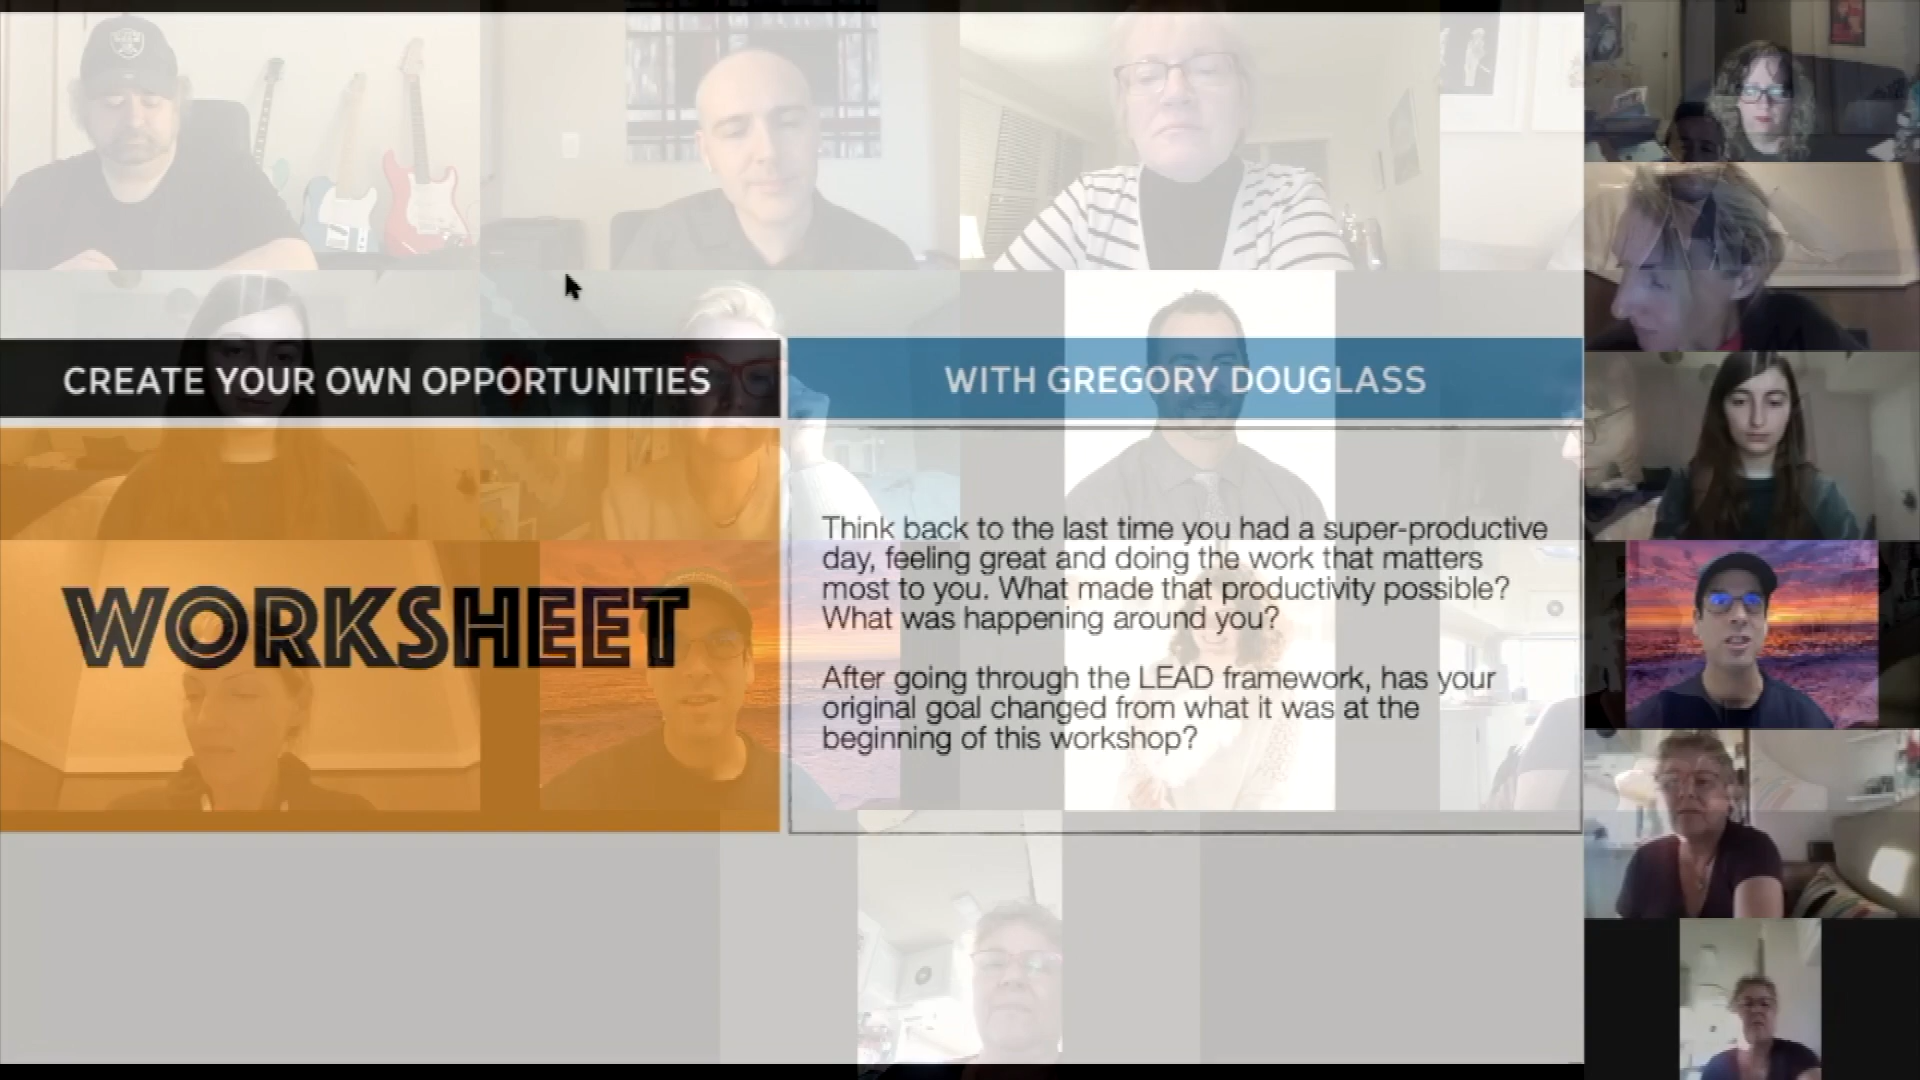 CREATE YOUR OWN OPPORTUNITIES
WITH GREGORY DOUGLASS
WORKSHEET
Think back to the last time you had a super-productive
day, feeling great and doing the work that matters
most to you. What made that productivity possible?
What was happening around you?
After going through the LEAD framework, has your
original goal changed from what it was at the
beginning of this workshop?